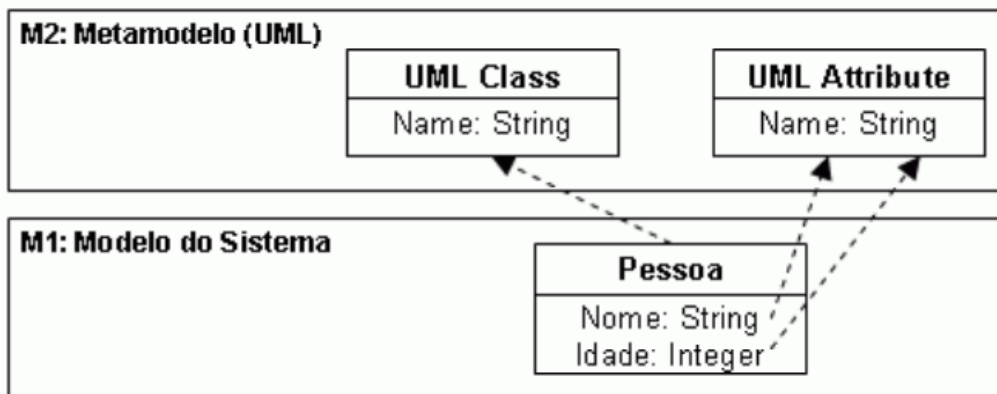 M2: Metamodelo (UML)
UML Class
Name: String
UML Attribute
Name: String
M1: Modelo do Sistema
Pessoa
Nome: String
Idade: Integer